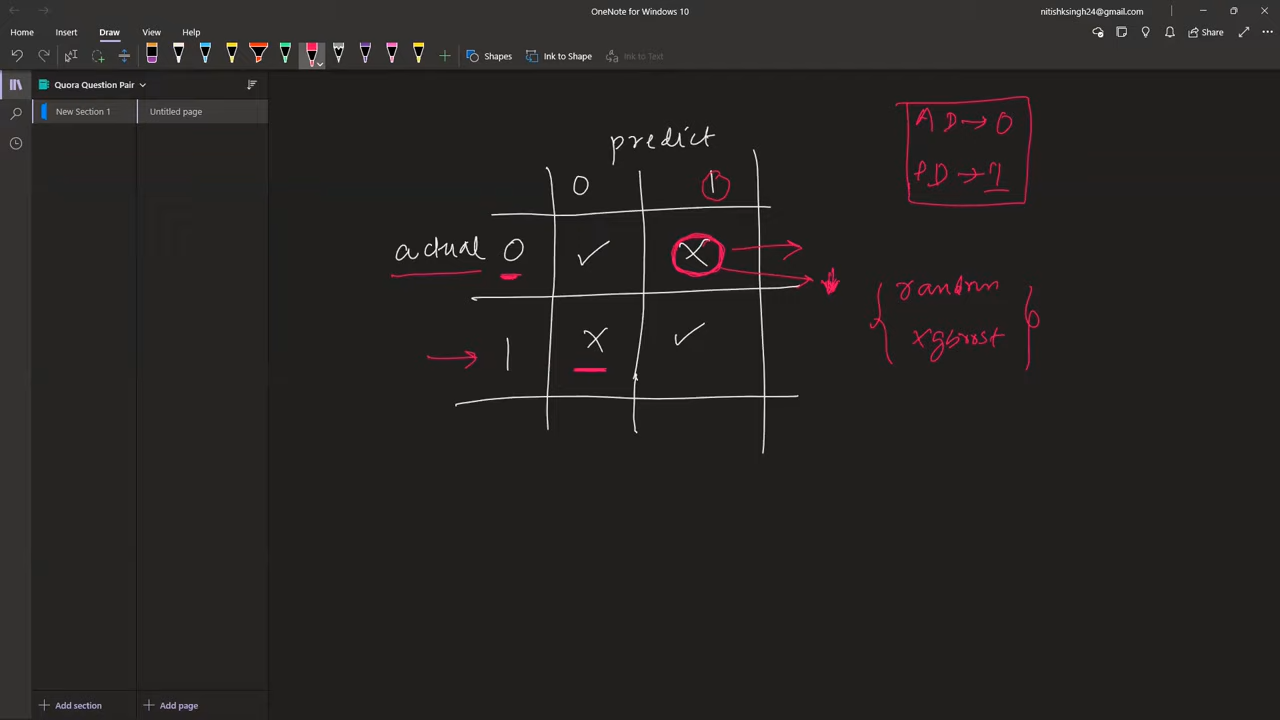 OneNote for Windows 10
nitishksingh24@gmail.com
Home Insert Draw View Help
Shapes Ink to Shape Ink to Text Share
Quora Question Pair
New Section 1 Untitled page
predict
0 1
actual 0
1
AD→0
PD→1
random
xgboost
Add section Add page